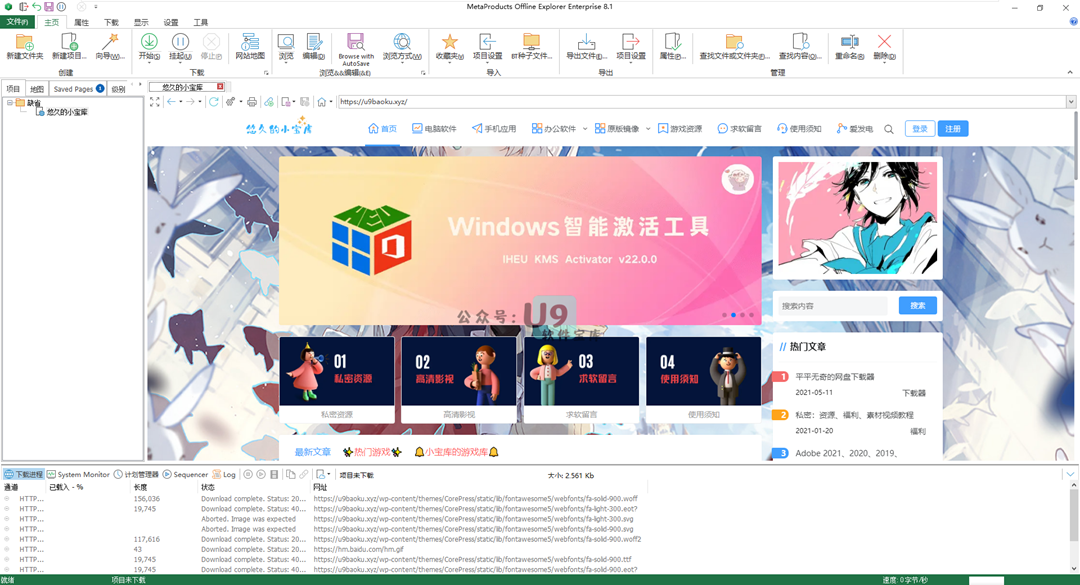 MetaProducts Offline Explorer Enterprise 8.1
文件(F) 主页 属性 下载 显示 设置 工具
新建文件夹 新建项目... 向导(W)... 开始(S) 挂起(U) 停止(P) 网站地图 浏览 编辑(E) Browse with AutoSave 浏览方式(W) 收藏夹(A) 项目设置 BT种子文件... 导出文件(E)... 项目设置 属性(P)... 查找文件或文件夹(F)... 查找内容(O)... 重命名(R) 删除(D)
创建 下载 浏览&&编辑(&E) 导入 导出 管理
项目 地图 Saved Pages 1 级别 悠久的小宝库
缺省
悠久的小宝库
https://u9baoku.xyz/
悠久の小宝库 首页 电脑软件 手机应用 办公软件 原版镜像 游戏资源 求软留言 使用须知 爱发电 登录 注册
HEU
Windows智能激活工具
IHEU KMS Activator v22.0.0
公众号: U9
软件宝库
搜索内容 搜索
01 私密资源
02 高清影视
03 求软留言
04 使用须知
私密资源 高清影视 求软留言 使用须知
最新文章 热门游戏 小宝库的游戏库
// 热门文章
1 平平无奇的网盘下载器
2021-05-11 下载器
2 私密：资源、福利、素材视频教程
2021-01-20 福利
3 Adobe 2021、2020、2019、
下载进程 System Monitor 计划管理器 Sequencer Log 项目未下载 大小: 2.561 Kb
通道 已载入 - % 长度 状态 网址
HTTP... 156,036 Download complete. Status: 20... https://u9baoku.xyz/wp-content/themes/CorePress/static/lib/fontawesome5/webfonts/fa-solid-900.woff
HTTP... 19,745 Download complete. Status: 40... https://u9baoku.xyz/wp-content/themes/CorePress/static/lib/fontawesome5/webfonts/fa-light-300.eot?
HTTP... Aborted. Image was expected https://u9baoku.xyz/wp-content/themes/CorePress/static/lib/fontawesome5/webfonts/fa-light-300.svg
HTTP... Aborted. Image was expected https://u9baoku.xyz/wp-content/themes/CorePress/static/lib/fontawesome5/webfonts/fa-solid-900.svg
HTTP... 117,616 Download complete. Status: 20... https://u9baoku.xyz/wp-content/themes/CorePress/static/lib/fontawesome5/webfonts/fa-solid-900.woff2
HTTP... 43 Download complete. Status: 20... https://hm.baidu.com/hm.gif
HTTP... 19,745 Download complete. Status: 40... https://u9baoku.xyz/wp-content/themes/CorePress/static/lib/fontawesome5/webfonts/fa-solid-900.ttf
HTTP... 19,745 Download complete. Status: 40... https://u9baoku.xyz/wp-content/themes/CorePress/static/lib/fontawesome5/webfonts/fa-solid-900.eot?
就绪 项目未下载 速度: 0 字节/秒